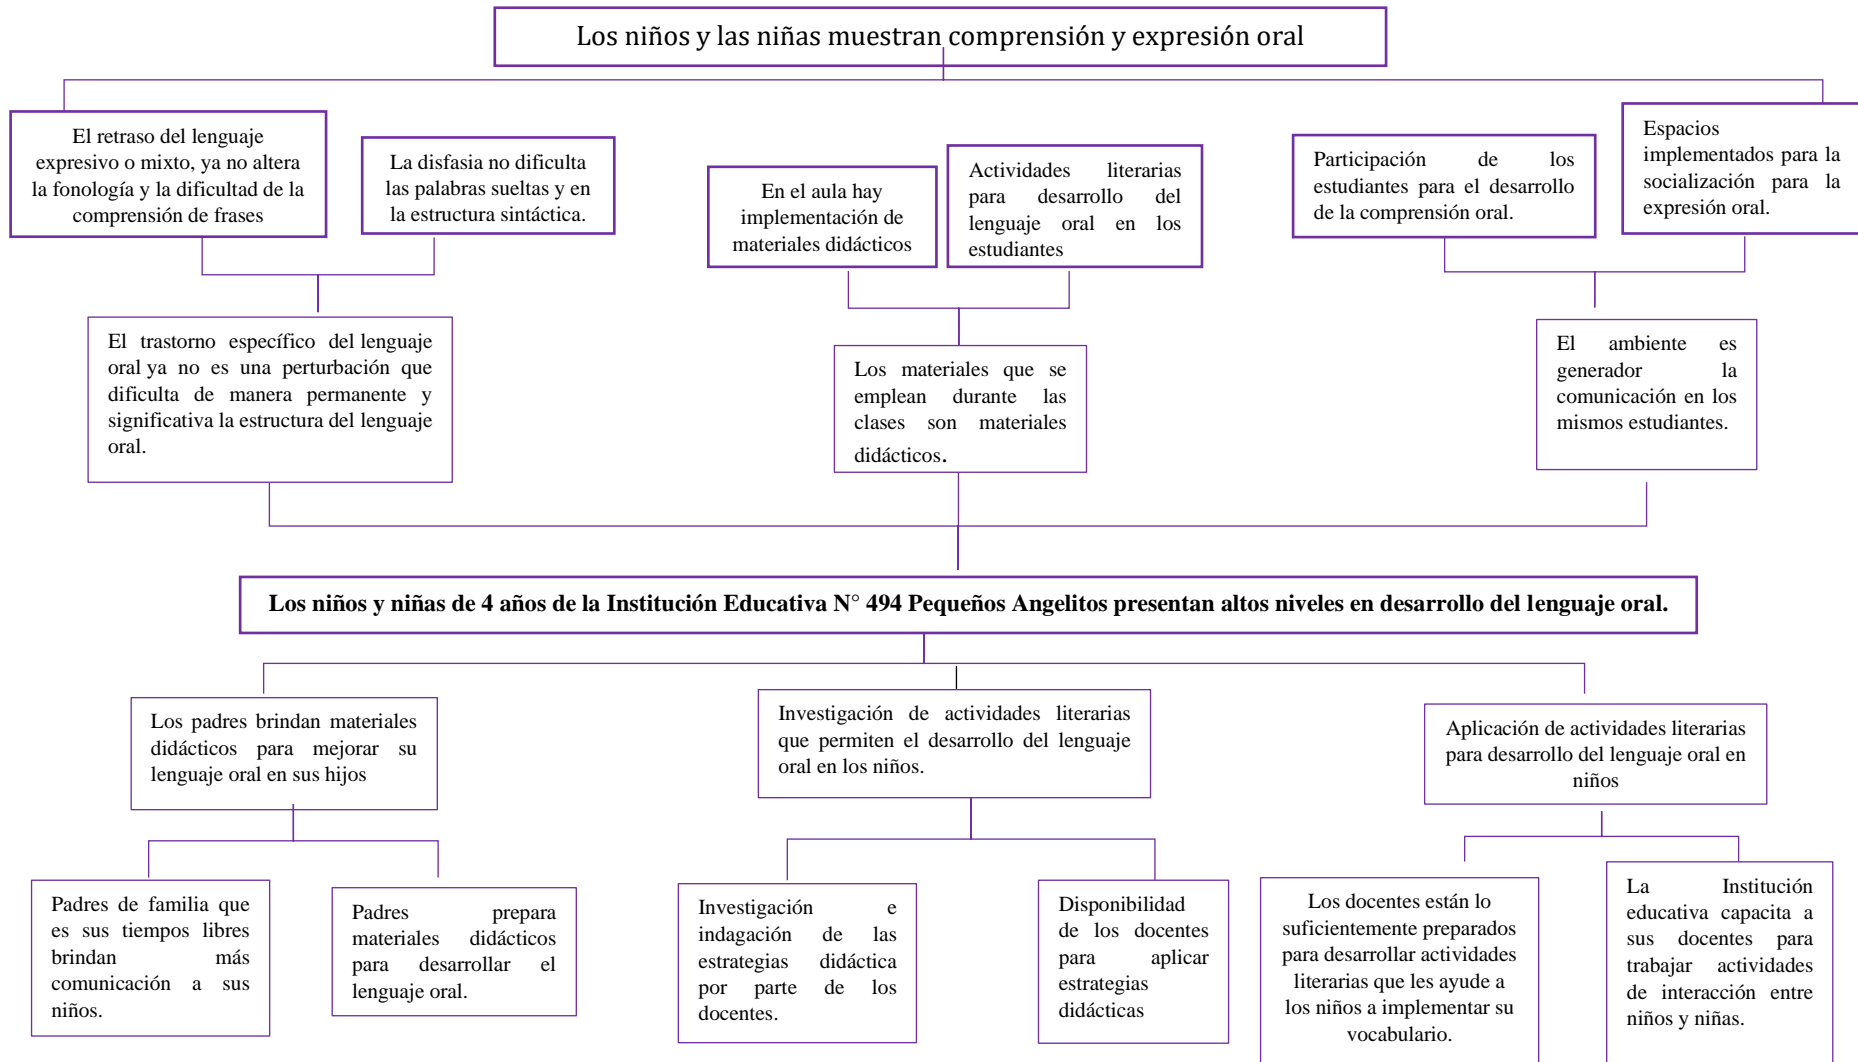 Los niños y las niñas muestran comprensión y expresión oral
El retraso del lenguaje
expresivo o mixto, ya no altera
la fonología y la dificultad de la
comprensión de frases
La disfasia no dificulta
las palabras sueltas y en
la estructura sintáctica.
En el aula hay
implementación de
materiales didácticos
Actividades literarias
para desarrollo del
lenguaje oral en los
estudiantes
Participación de los
estudiantes para el desarrollo
de la comprensión oral.
Espacios
implementados para la
socialización para la
expresión oral.
El trastorno específico del lenguaje
oral ya no es una perturbación que
dificulta de manera permanente y
significativa la estructura del lenguaje
oral.
Los materiales que se
emplean durante las
clases son materiales
didácticos.
El ambiente es
generador la
comunicación en los
mismos estudiantes.
Los niños y niñas de 4 años de la Institución Educativa N° 494 Pequeños Angelitos presentan altos niveles en desarrollo del lenguaje oral.
Los padres brindan materiales
didácticos para mejorar su
lenguaje oral en sus hijos
Investigación de actividades literarias
que permiten el desarrollo del lenguaje
oral en los niños.
Aplicación de actividades literarias
para desarrollo del lenguaje oral en
niños
Padres de familia que
es sus tiempos libres
brindan más
comunicación a sus
niños.
Padres prepara
materiales didácticos
para desarrollar el
lenguaje oral.
Investigación e
indagación de las
estrategias didáctica
por parte de los
docentes.
Disponibilidad
de los docentes
para aplicar
estrategias
didácticas
Los docentes están lo
suficientemente preparados
para desarrollar actividades
literarias que les ayude a
los niños a implementar su
vocabulario.
La Institución
educativa capacita a
sus docentes para
trabajar actividades
de interacción entre
niños y niñas.